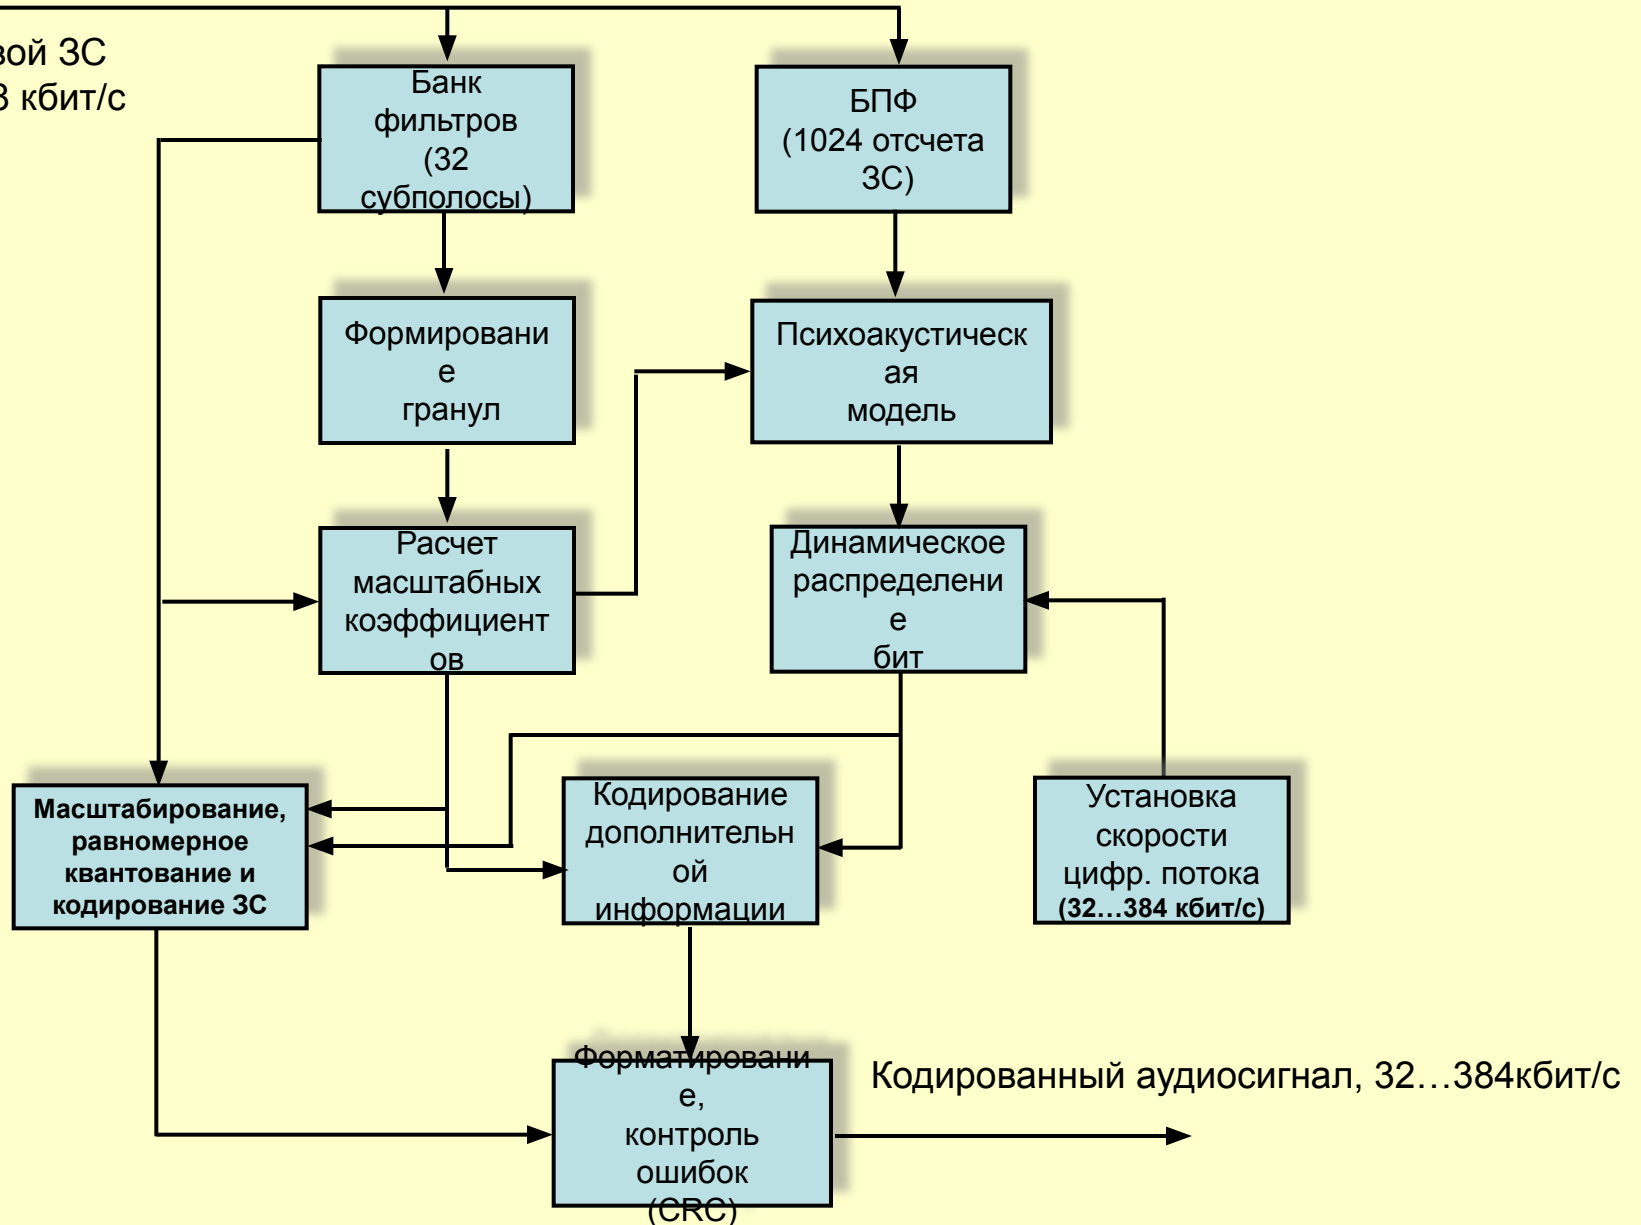 вой ЗС
кбит/с
Банк
фильтров
(32
субполосы)
БПФ
(1024 отсчета
ЗС)
Формировани
е
гранул
Психоакустическ
ая
модель
Расчет
масштабных
коэффициент
ов
Динамическое
распределени
е
бит
Масштабирование,
равномерное
квантование и
кодирование ЗС
Кодирование
дополнительн
ой
информации
Установка
скорости
цифр. потока
(32…384 кбит/с)
Форматировани
е,
контроль
ошибок
(CRC)
Кодированный аудиосигнал, 32…384кбит/с